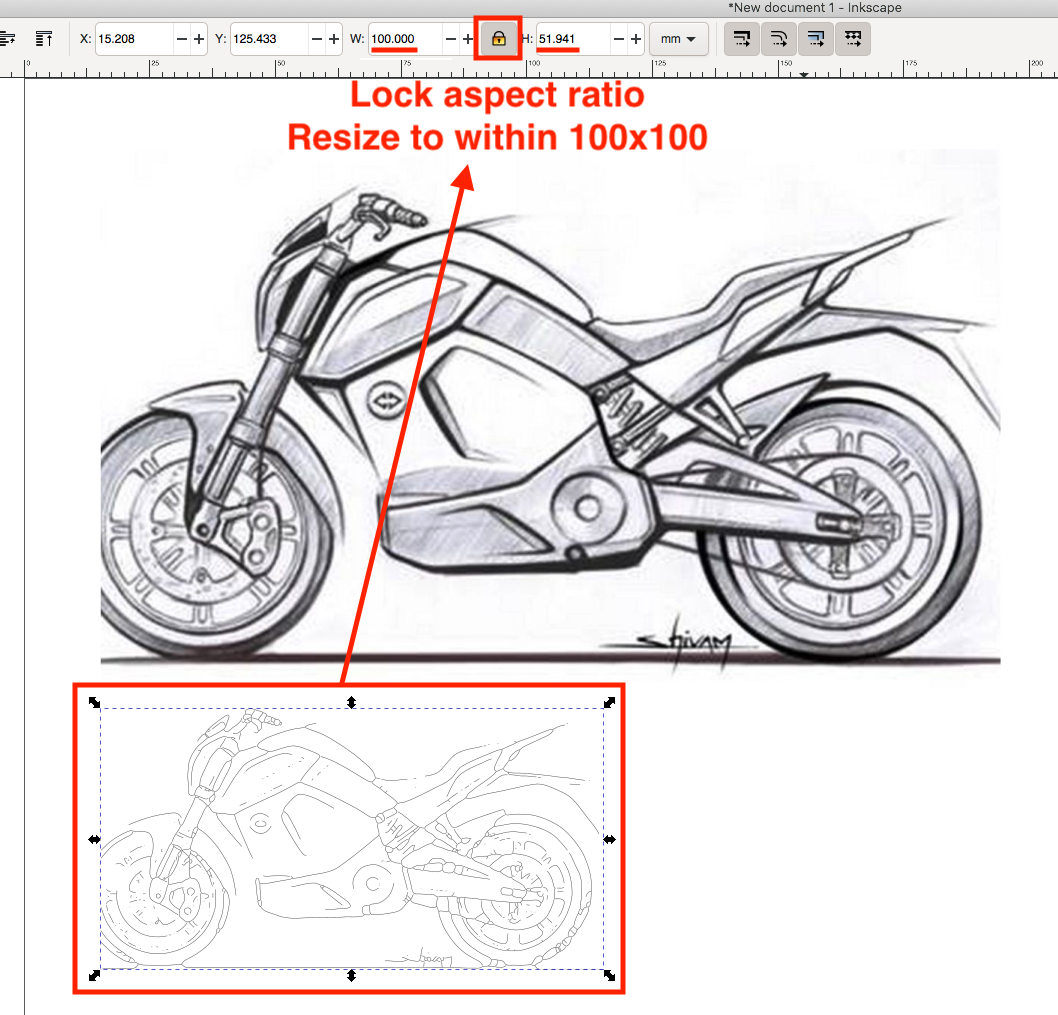 *New document 1 - Inkscape
X: 15.208 Y: 125.433 W: 100.000 H: 51.941 mm
0 25 50 75 100 125 150 175 200
Lock aspect ratio
Resize to within 100x100
Shivam
Shivam